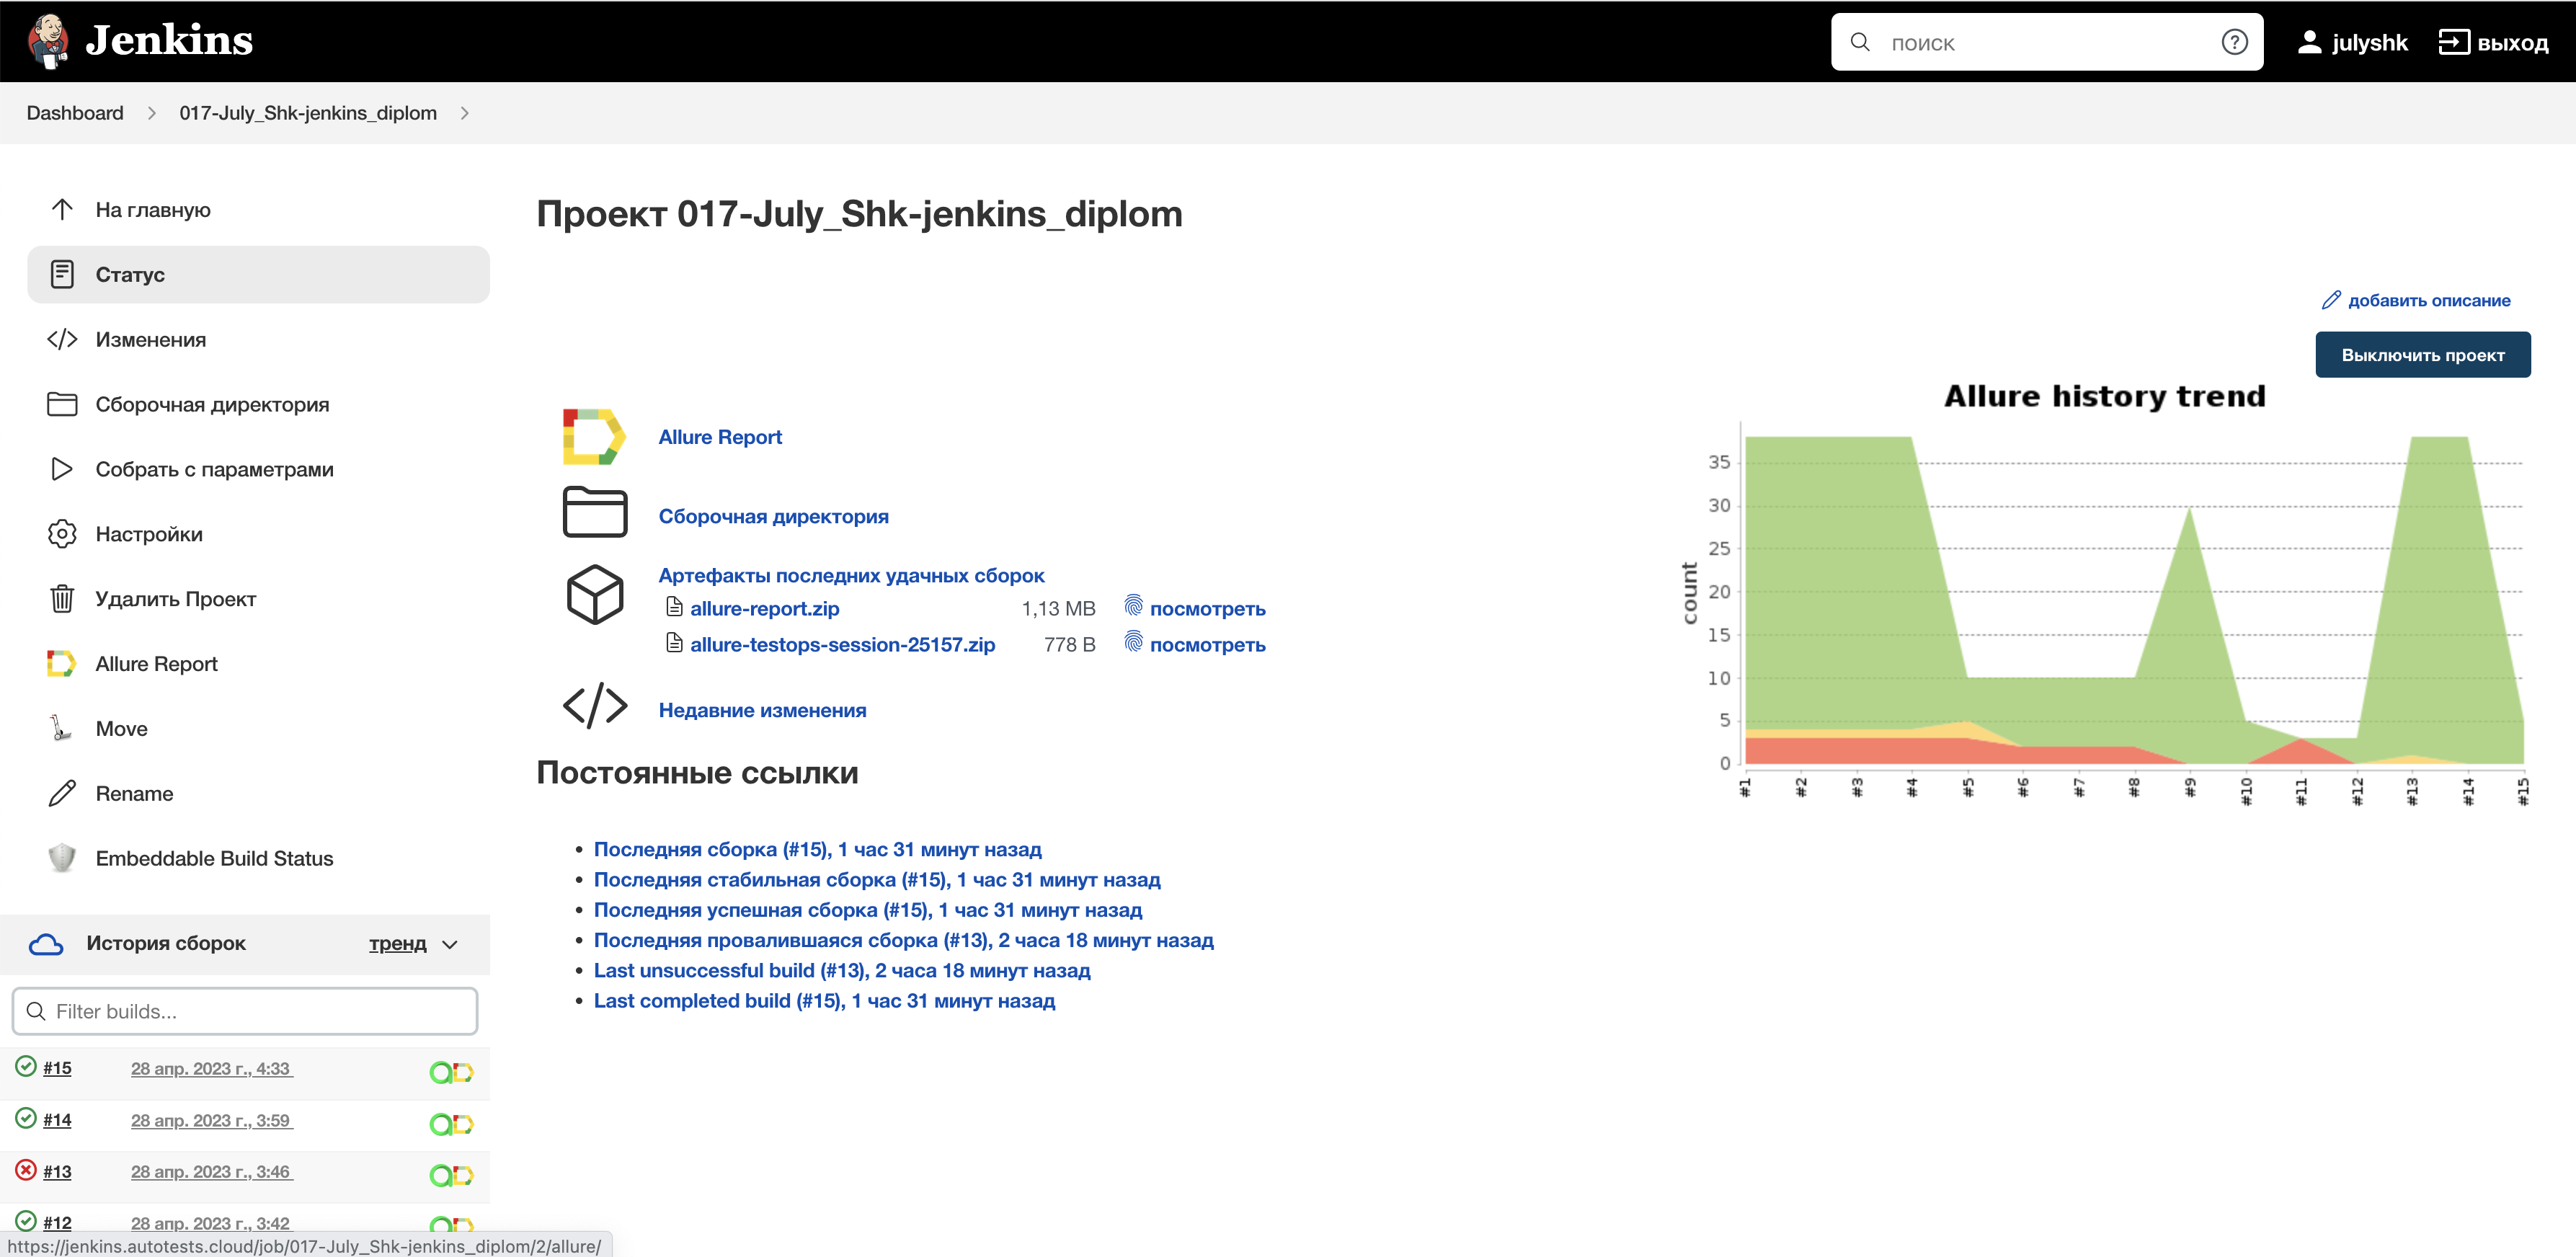 Jenkins
поиск
julyshk
выход
Dashboard
017-July_Shk-jenkins_diplom
На главную
Статус
Изменения
Сборочная директория
Собрать с параметрами
Настройки
Удалить Проект
Allure Report
Move
Rename
Embeddable Build Status
История сборок
тренд
Filter builds...
#15 28 апр. 2023 г., 4:33
#14 28 апр. 2023 г., 3:59
#13 28 апр. 2023 г., 3:46
#12 28 апр. 2023 г., 3:42
https://jenkins.autotests.cloud/job/017-July_Shk-jenkins_diplom/2/allure/
Проект 017-July_Shk-jenkins_diplom
добавить описание
Выключить проект
Allure Report
Сборочная директория
Артефакты последних удачных сборок
allure-report.zip 1,13 MB посмотреть
allure-testops-session-25157.zip 778 B посмотреть
Недавние изменения
Постоянные ссылки
Последняя сборка (#15), 1 час 31 минут назад
Последняя стабильная сборка (#15), 1 час 31 минут назад
Последняя успешная сборка (#15), 1 час 31 минут назад
Последняя провалившаяся сборка (#13), 2 часа 18 минут назад
Last unsuccessful build (#13), 2 часа 18 минут назад
Last completed build (#15), 1 час 31 минут назад
Allure history trend
count
35
30
25
20
15
10
5
0
#1 #2 #3 #4 #5 #6 #7 #8 #9 #10 #11 #12 #13 #14 #15